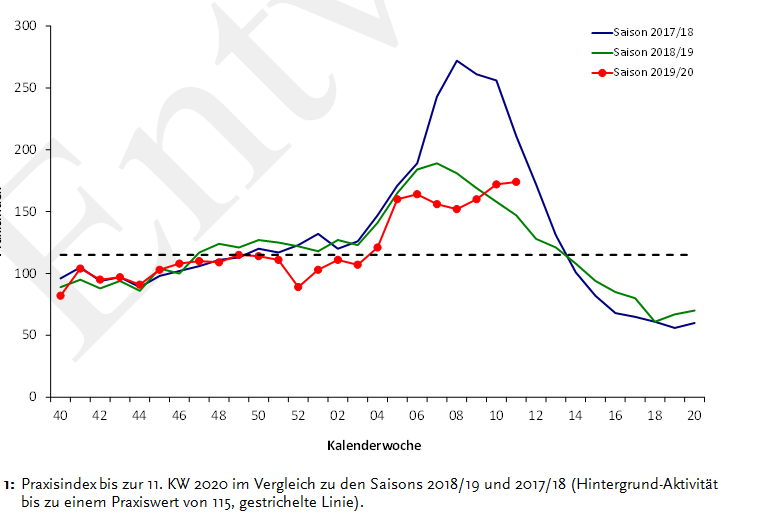 300
Saison 2017/18
Saison 2018/19
Saison 2019/20
250
200
150
100
50
0
40 42 44 46 48 50 52 02 04 06 08 10 12 14 16 18 20
Kalenderwoche
1: Praxisindex bis zur 11. KW 2020 im Vergleich zu den Saisons 2018/19 und 2017/18 (Hintergrund-Aktivität
bis zu einem Praxiswert von 115, gestrichelte Linie).